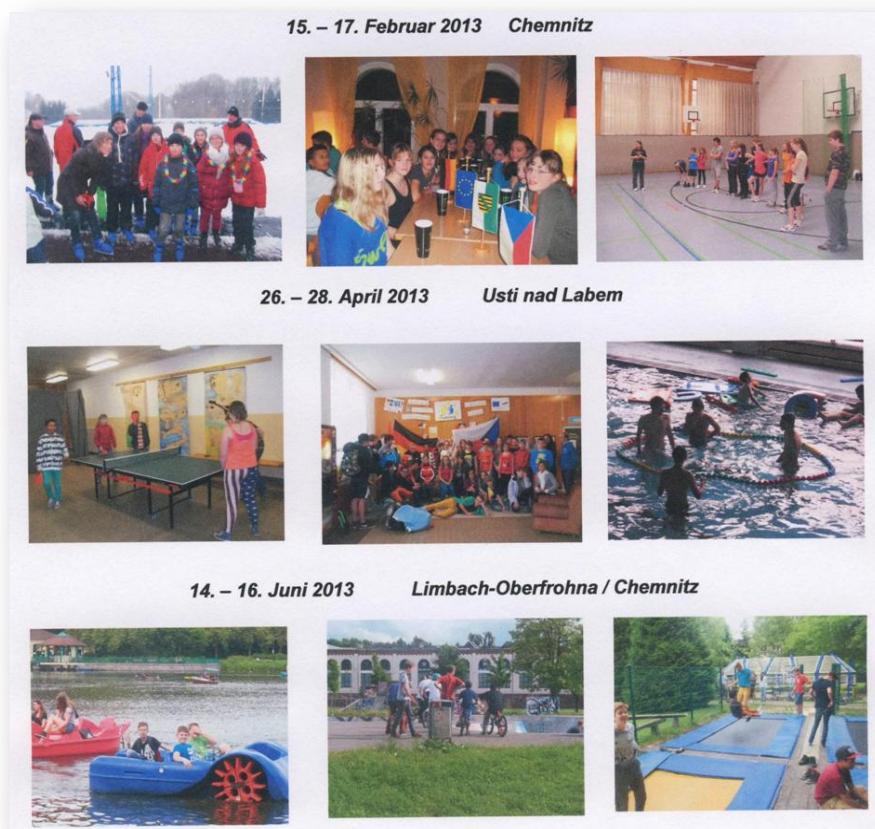 15. – 17. Februar 2013 Chemnitz
26. – 28. April 2013 Usti nad Labem
14. – 16. Juni 2013 Limbach-Oberfrohna / Chemnitz